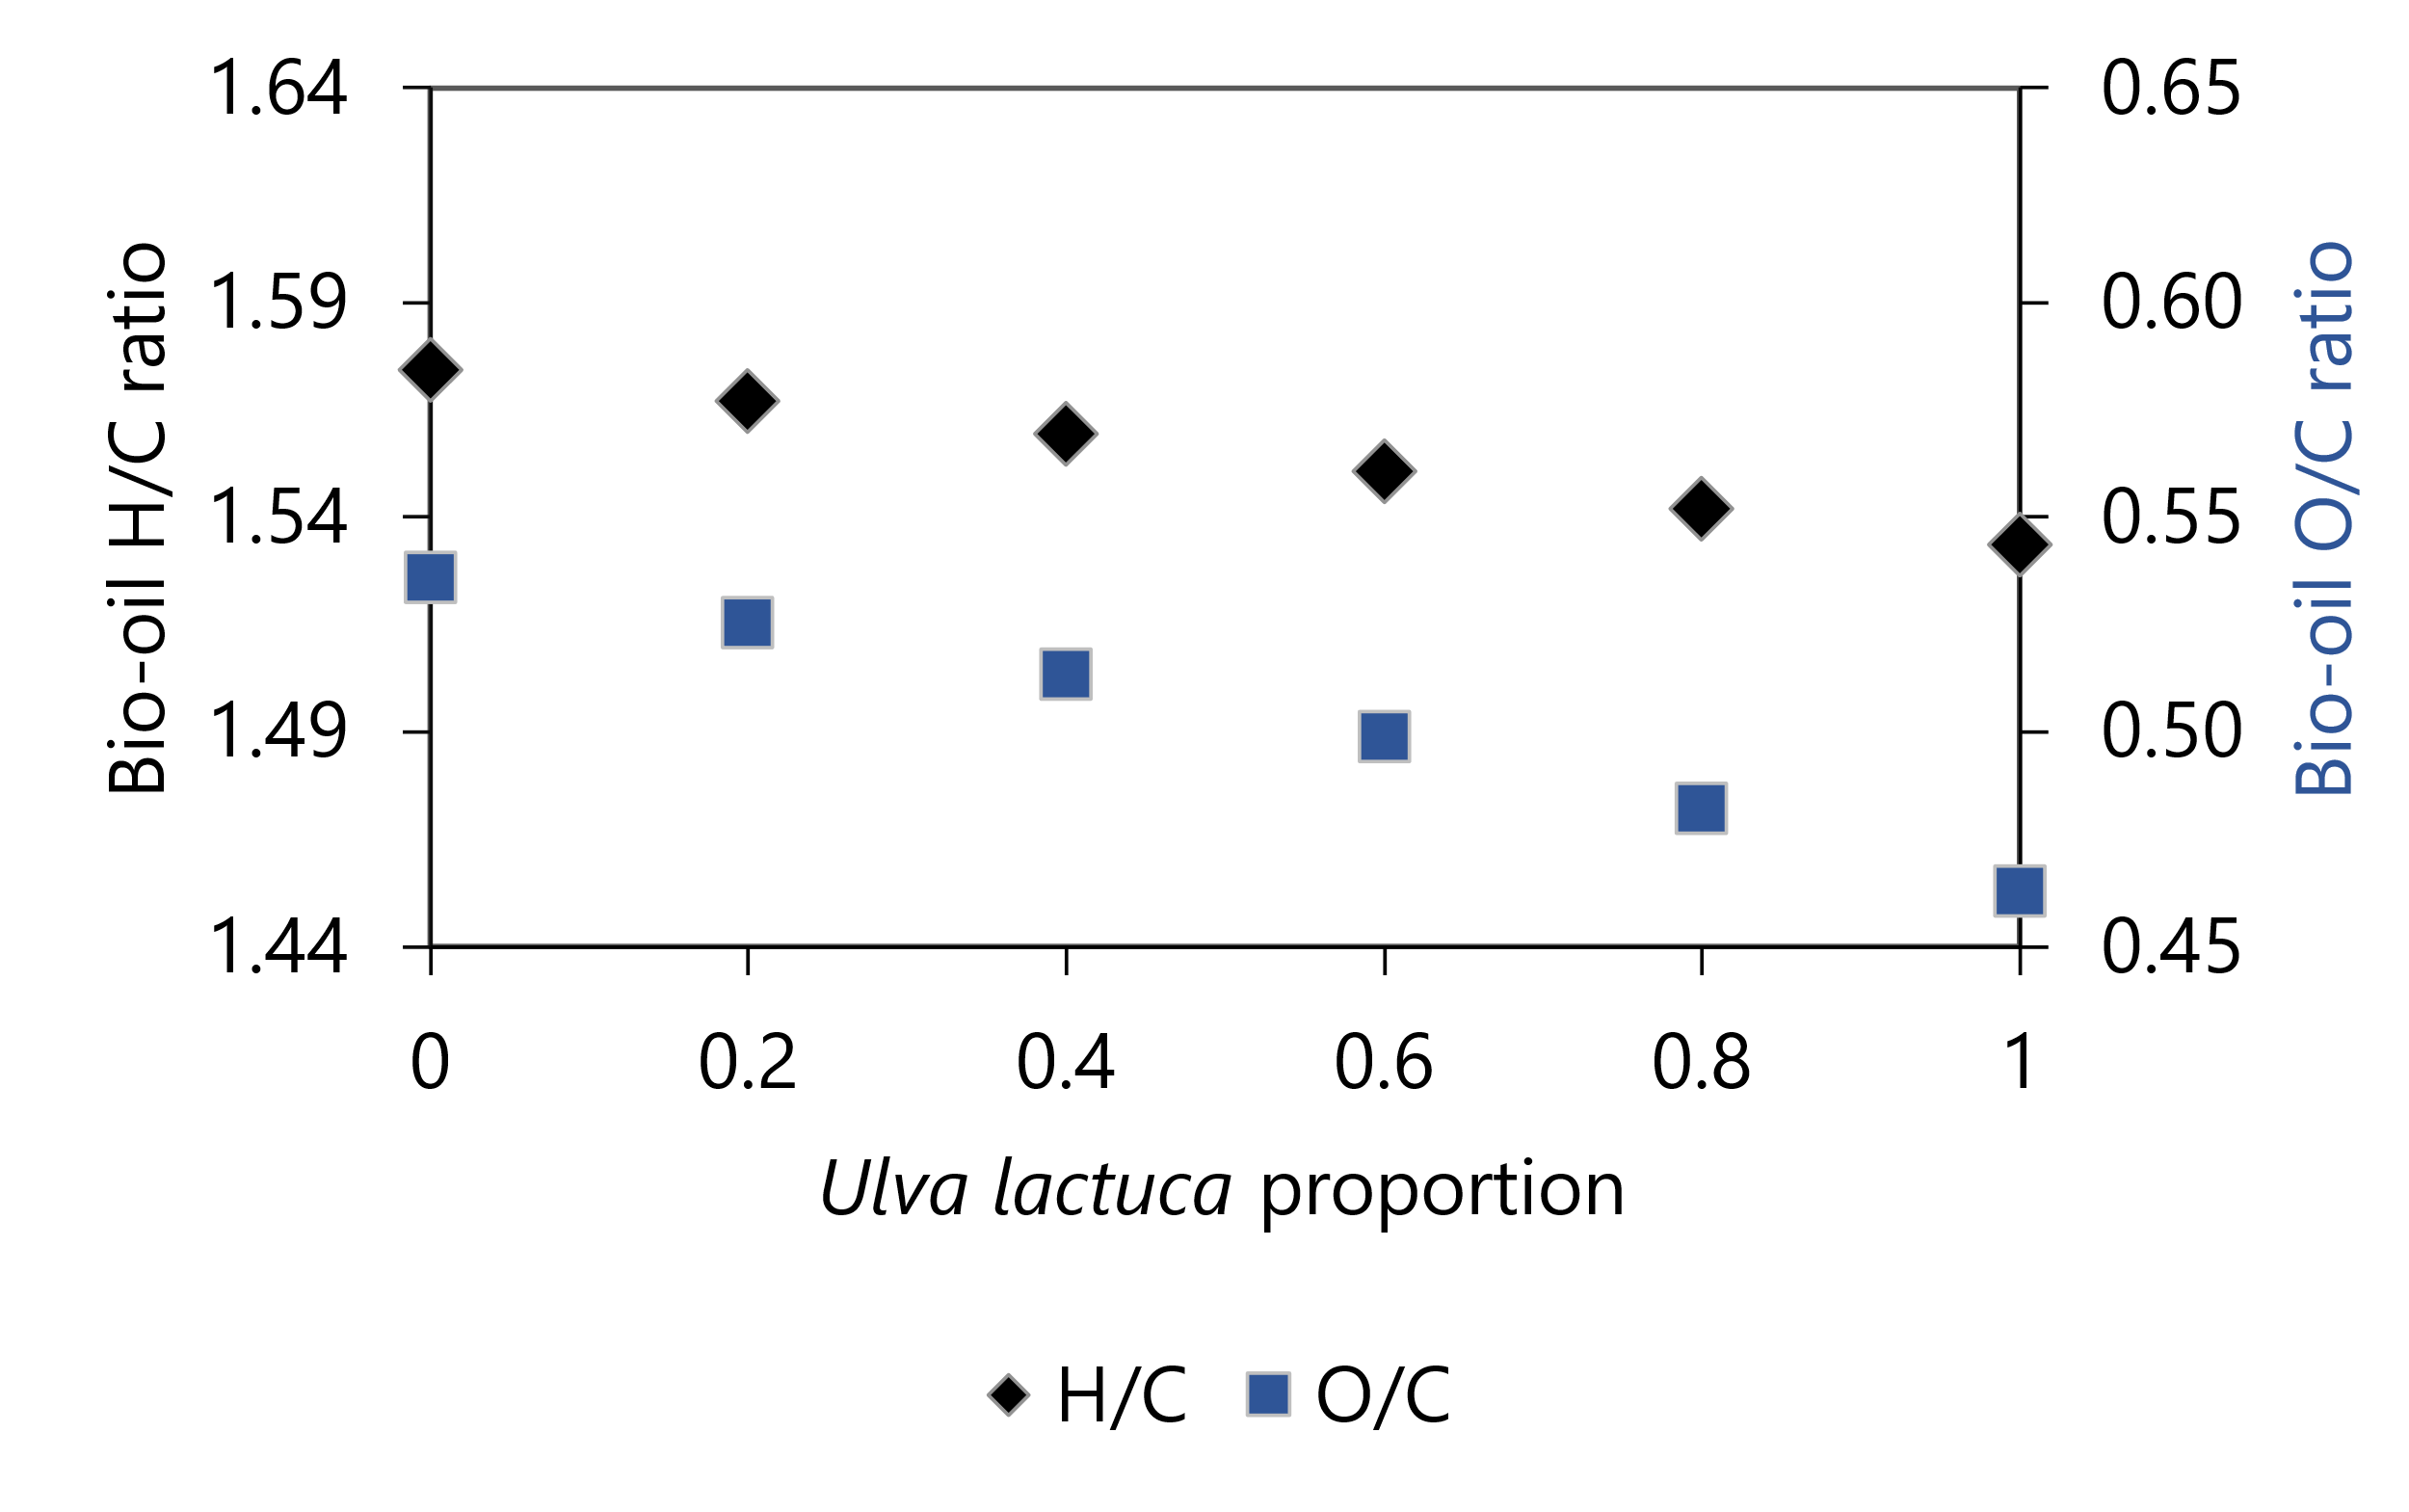 1.64
1.59
1.54
1.49
1.44
Bio-oil H/C ratio
0.65
0.60
0.55
0.50
0.45
Bio-oil O/C ratio
0 0.2 0.4 0.6 0.8 1
Ulva lactuca proportion
H/C O/C